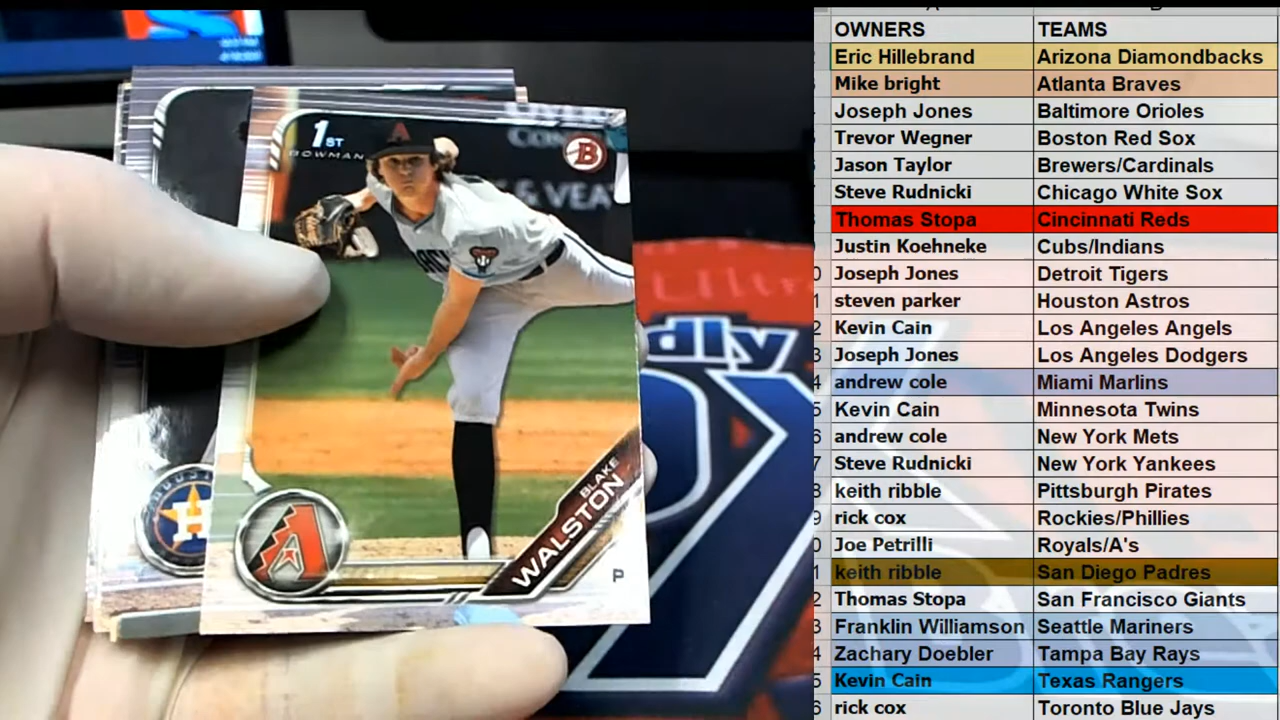 1ST
BOWMAN
B
OVER
CON
& VEA
A
BLAKE
WALSTON
P
H
Ultr
dly
OWNERS TEAMS
Eric Hillebrand Arizona Diamondbacks
Mike bright Atlanta Braves
Joseph Jones Baltimore Orioles
Trevor Wegner Boston Red Sox
Jason Taylor Brewers/Cardinals
Steve Rudnicki Chicago White Sox
Thomas Stopa Cincinnati Reds
Justin Koehneke Cubs/Indians
Joseph Jones Detroit Tigers
steven parker Houston Astros
Kevin Cain Los Angeles Angels
Joseph Jones Los Angeles Dodgers
andrew cole Miami Marlins
Kevin Cain Minnesota Twins
andrew cole New York Mets
Steve Rudnicki New York Yankees
keith ribble Pittsburgh Pirates
rick cox Rockies/Phillies
Joe Petrilli Royals/A's
keith ribble San Diego Padres
Thomas Stopa San Francisco Giants
Franklin Williamson Seattle Mariners
Zachary Doebler Tampa Bay Rays
Kevin Cain Texas Rangers
rick cox Toronto Blue Jays